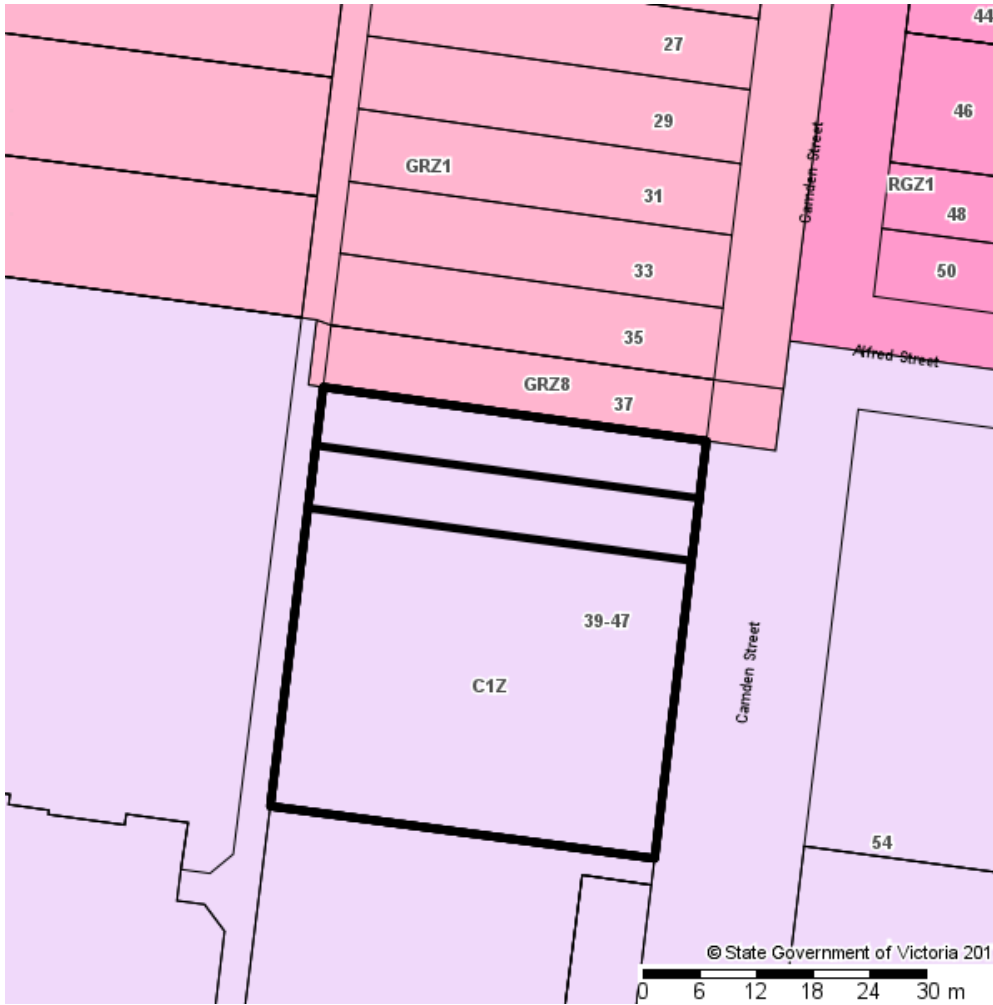 44
27
46
29
Camden Street
GRZ1
RGZ1
31
48
33
50
35
Alfred Street
GRZ8
37
39-47
Camden Street
C1Z
54
© State Government of Victoria 201
0 6 12 18 24 30 m